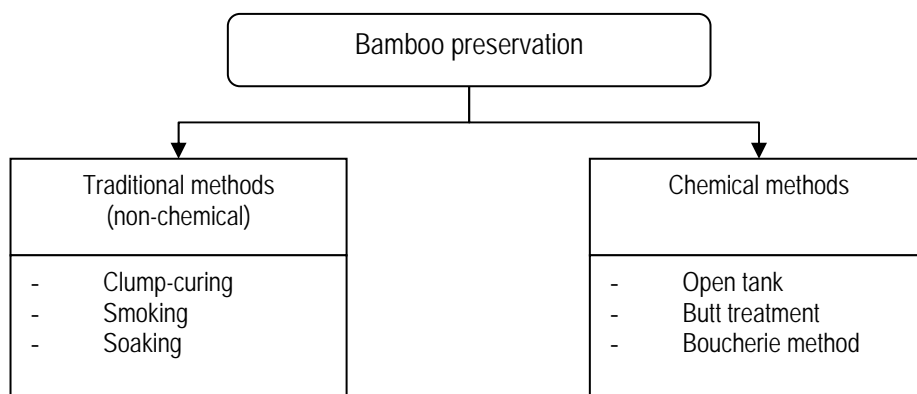 Bamboo preservation
Traditional methods
(non-chemical)
- Clump-curing
- Smoking
- Soaking
Chemical methods
- Open tank
- Butt treatment
- Boucherie method